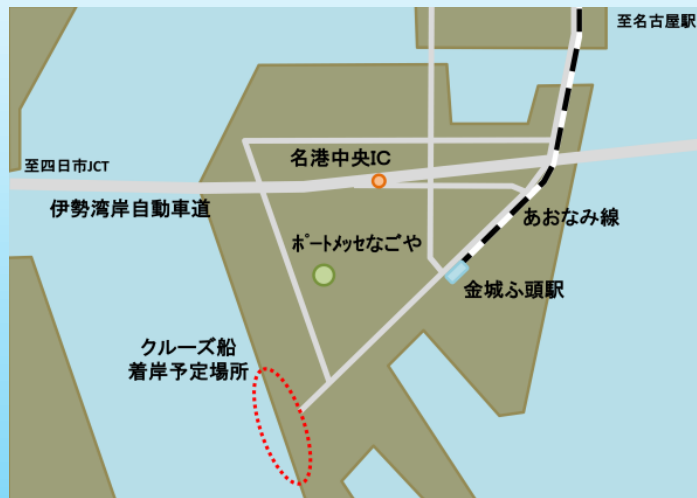 至名古屋駅
名港中央IC
至四日市JCT
伊勢湾岸自動車道
あおなみ線
ポートメッセなごや
金城ふ頭駅
クルーズ船
着岸予定場所